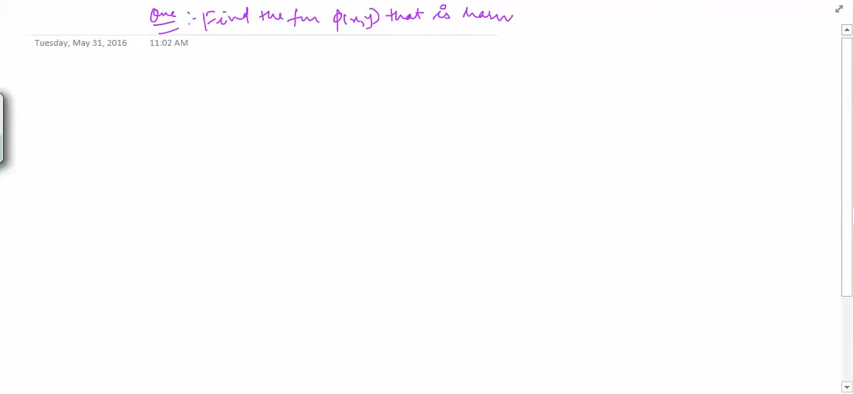 Que :- Find the fun φ(x,y) that is harm
Tuesday, May 31, 2016 11:02 AM